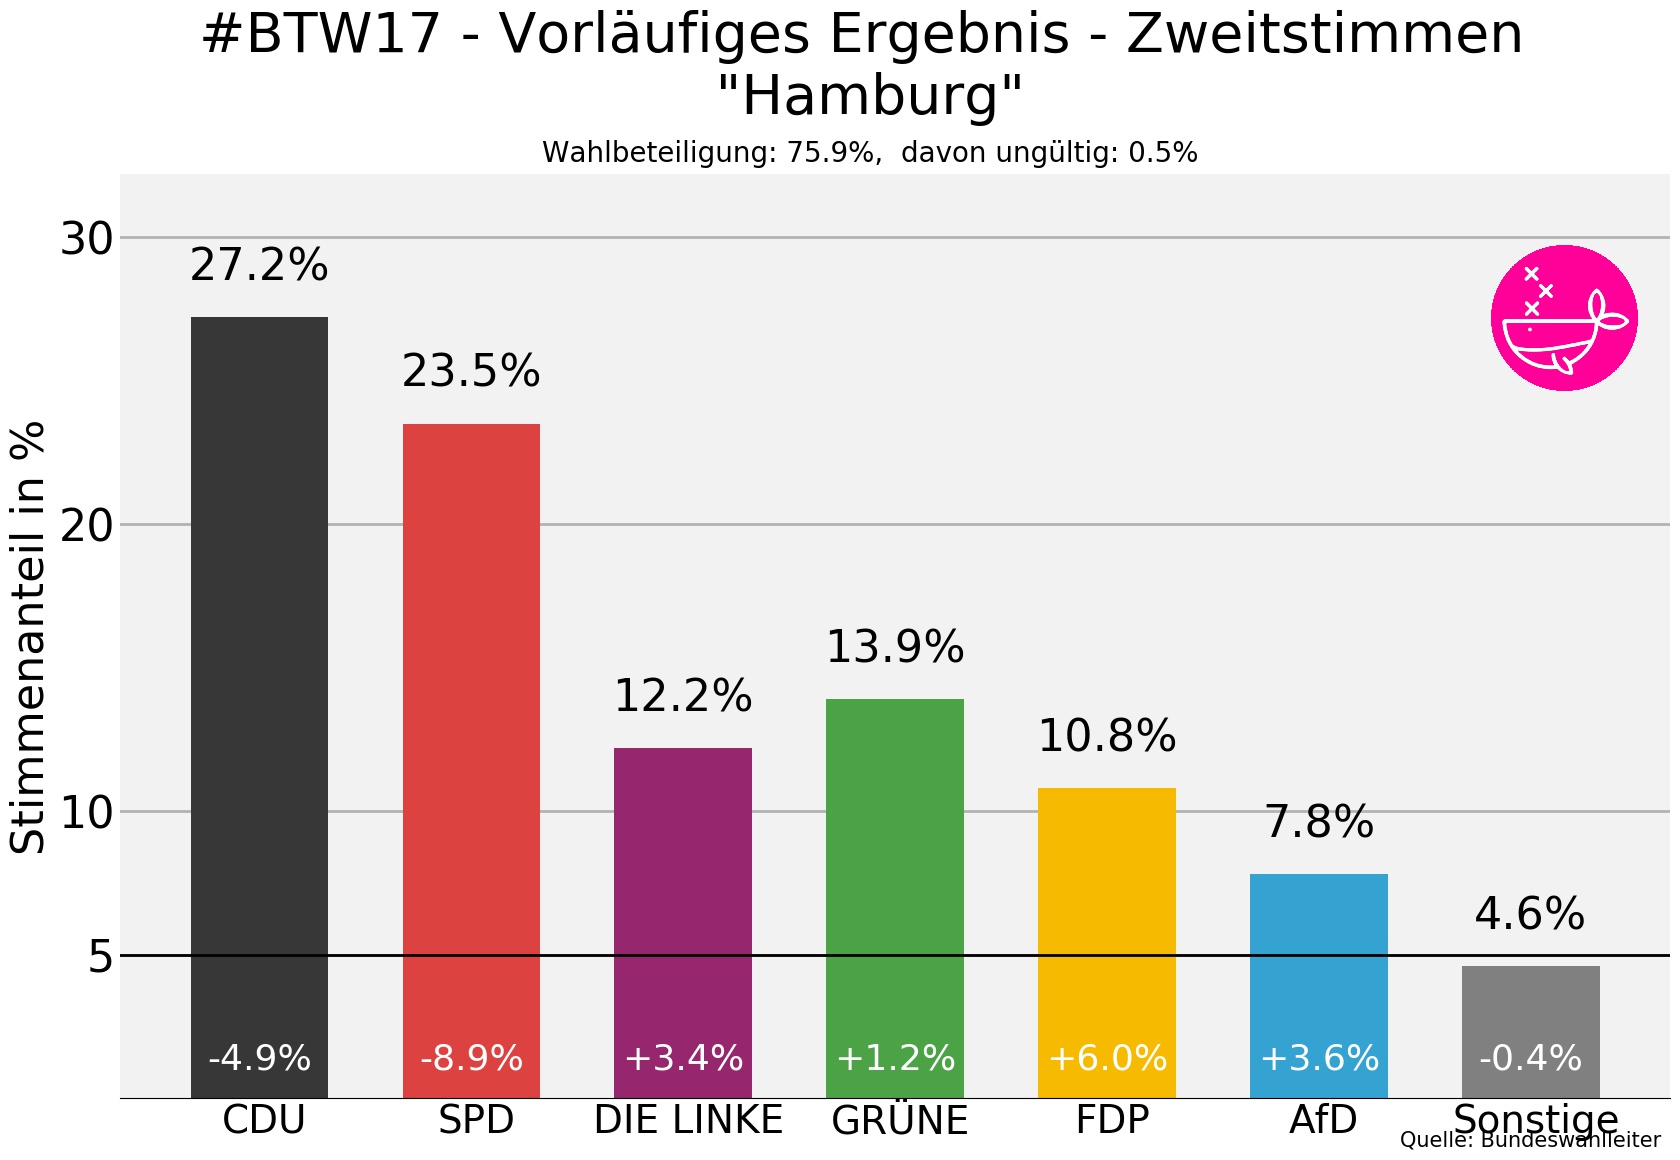 #BTW17 - Vorläufiges Ergebnis - Zweitstimmen
"Hamburg"
Wahlbeteiligung: 75.9%,  davon ungültig: 0.5%
Stimmenanteil in %
30
20
10
5
27.2%
23.5%
12.2%
13.9%
10.8%
7.8%
4.6%
-4.9%
-8.9%
+3.4%
+1.2%
+6.0%
+3.6%
-0.4%
CDU
SPD
DIE LINKE
GRÜNE
FDP
AfD
Sonstige
Quelle: Bundeswahlleiter